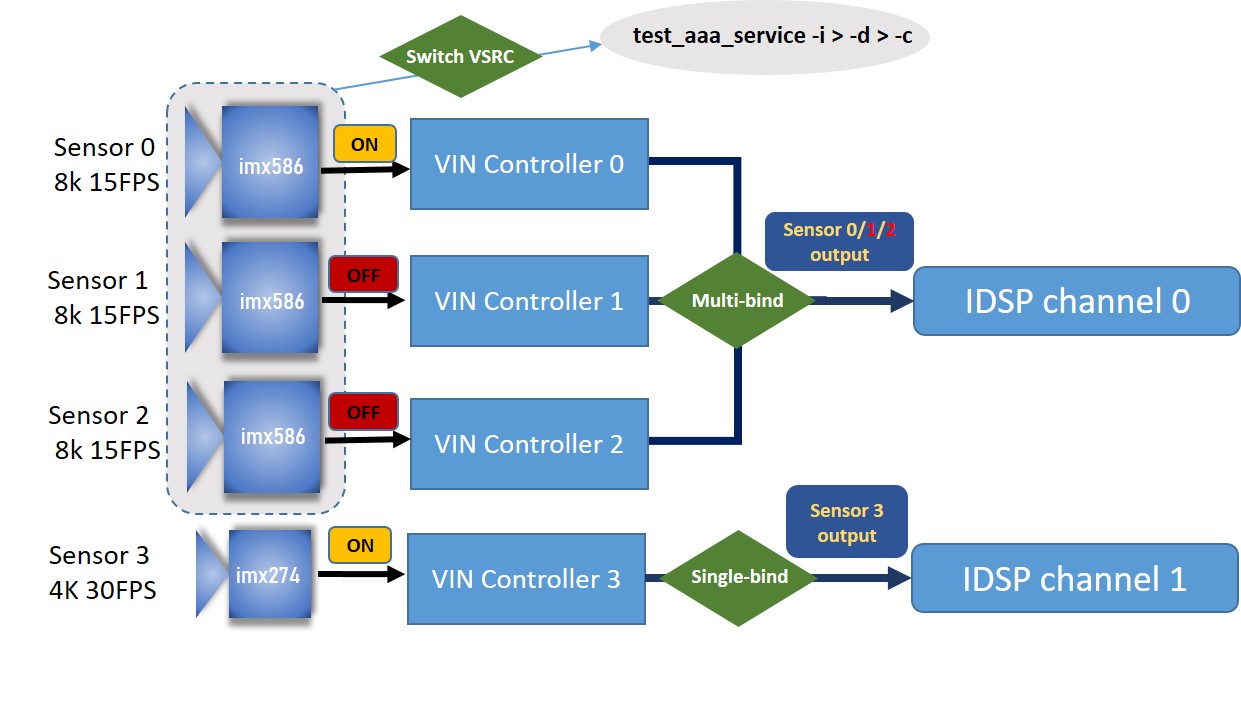 Switch VSRC
test_aaa_service -i > -d > -c
Sensor 0
8k 15FPS
imx586
ON
VIN Controller 0
Sensor 1
8k 15FPS
imx586
OFF
VIN Controller 1
Multi-bind
Sensor 0/1/2
output
IDSP channel 0
Sensor 2
8k 15FPS
imx586
OFF
VIN Controller 2
Sensor 3
4K 30FPS
imx274
ON
VIN Controller 3
Single-bind
Sensor 3
output
IDSP channel 1